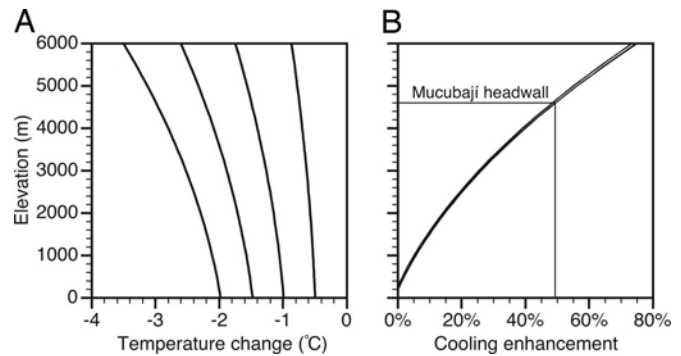 A
B
6000
5000
4000
3000
2000
1000
0
Elevation (m)
-4
-3
-2
-1
0
Temperature change (℃)
Mucubají headwall
0%
20%
40%
60%
80%
Cooling enhancement